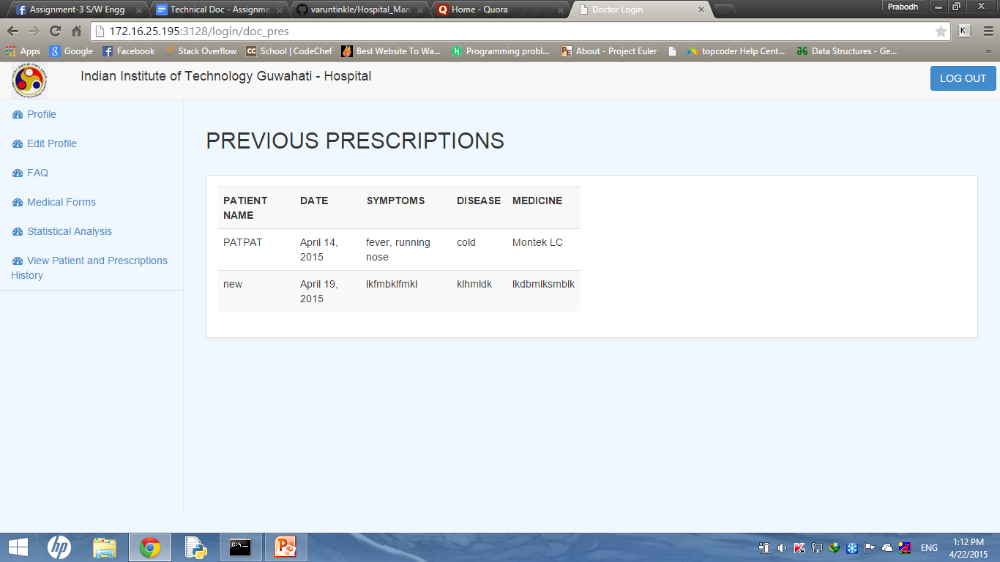 Assignment-3 S/W Engg
Technical Doc - Assignme
varuntinkle/Hospital_Man
Home - Quora
Doctor Login
Prabodh
172.16.25.195:3128/login/doc_pres
Apps
Google
Facebook
Stack Overflow
CC School | CodeChef
Best Website To Wa...
Programming probl...
About - Project Euler
topcoder Help Cent...
Data Structures - Ge...
»
Indian Institute of Technology Guwahati - Hospital
LOG OUT
Profile
Edit Profile
FAQ
Medical Forms
Statistical Analysis
View Patient and Prescriptions
History
PREVIOUS PRESCRIPTIONS
PATIENT NAME DATE SYMPTOMS DISEASE MEDICINE
PATPAT April 14, 2015 fever, running nose cold Montek LC
new April 19, 2015 lkfmbklfmkl klhmldk lkdbmlksmblk
ENG
1:12 PM
4/22/2015